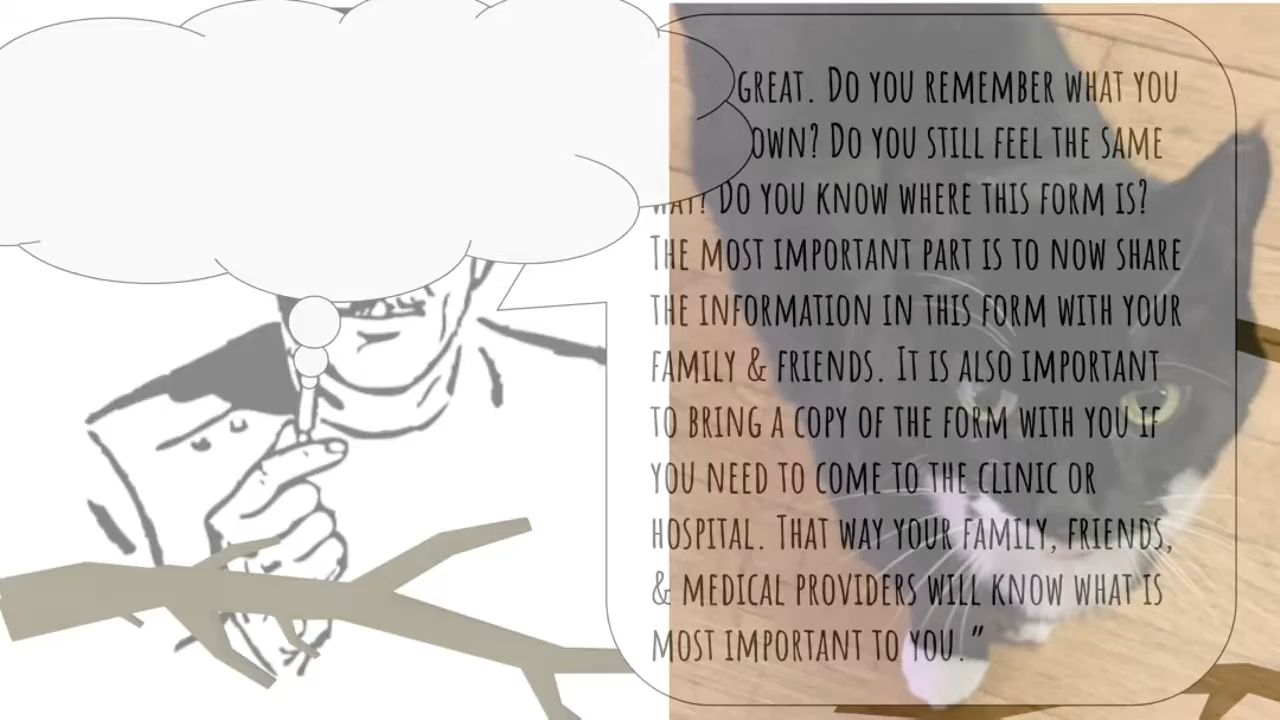 GREAT. DO YOU REMEMBER WHAT YOU
OWN? DO YOU STILL FEEL THE SAME
WAY? DO YOU KNOW WHERE THIS FORM IS?
THE MOST IMPORTANT PART IS TO NOW SHARE
THE INFORMATION IN THIS FORM WITH YOUR
FAMILY & FRIENDS. IT IS ALSO IMPORTANT
TO BRING A COPY OF THE FORM WITH YOU IF
YOU NEED TO COME TO THE CLINIC OR
HOSPITAL. THAT WAY YOUR FAMILY, FRIENDS,
& MEDICAL PROVIDERS WILL KNOW WHAT IS
MOST IMPORTANT TO YOU."